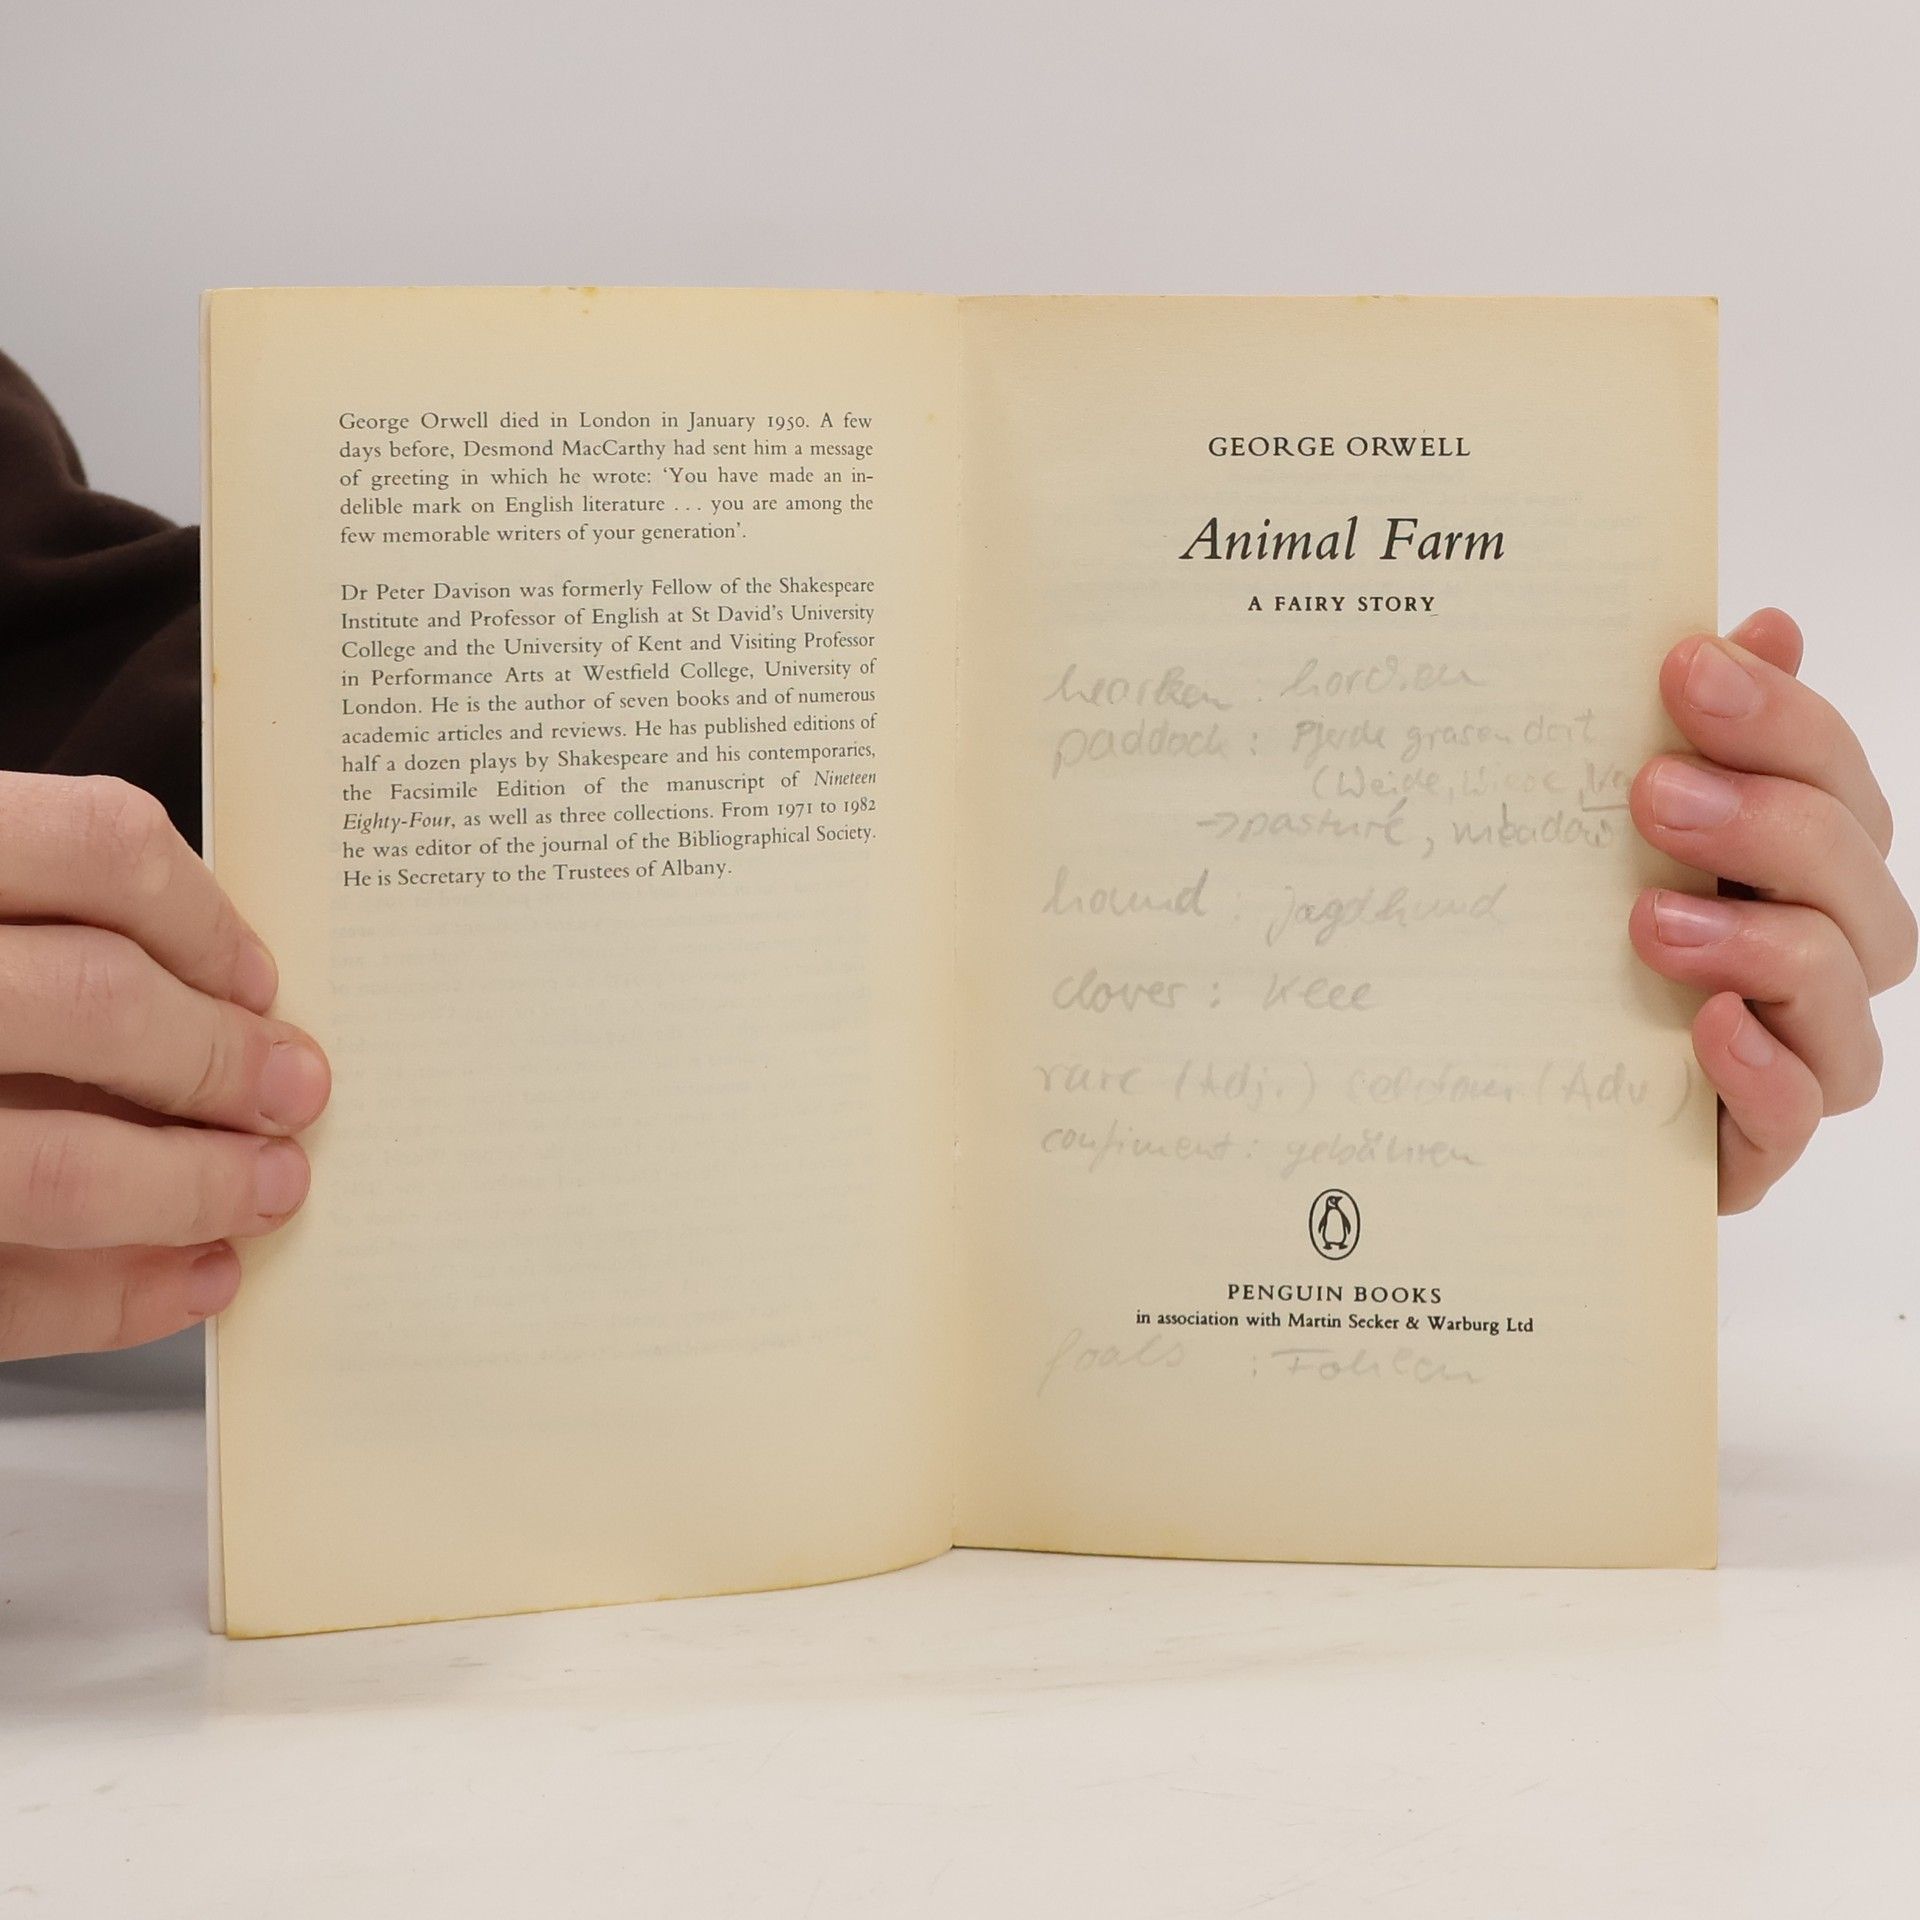 George Orwell died in London in January 1950. A few
days before, Desmond MacCarthy had sent him a message
of greeting in which he wrote: ‘You have made an in-
delible mark on English literature . . . you are among the
few memorable writers of your generation’.
Dr Peter Davison was formerly Fellow of the Shakespeare
Institute and Professor of English at St David’s University
College and the University of Kent and Visiting Professor
in Performance Arts at Westfield College, University of
London. He is the author of seven books and of numerous
academic articles and reviews. He has published editions of
half a dozen plays by Shakespeare and his contemporaries,
the Facsimile Edition of the manuscript of Nineteen
Eighty-Four, as well as three collections. From 1971 to 1982
he was editor of the journal of the Bibliographical Society.
He is Secretary to the Trustees of Albany.
GEORGE ORWELL
Animal Farm
A FAIRY STORY
hearken : horchen
paddock : Pferde grasen dort
(Weide, Wiese,
→ pasture, meadow
hound : Jagdhund
clover : Klee
rare (Adj.) (Adv.)
confiment : gebähren
PENGUIN BOOKS
in association with Martin Secker & Warburg Ltd
foals : Fohlen